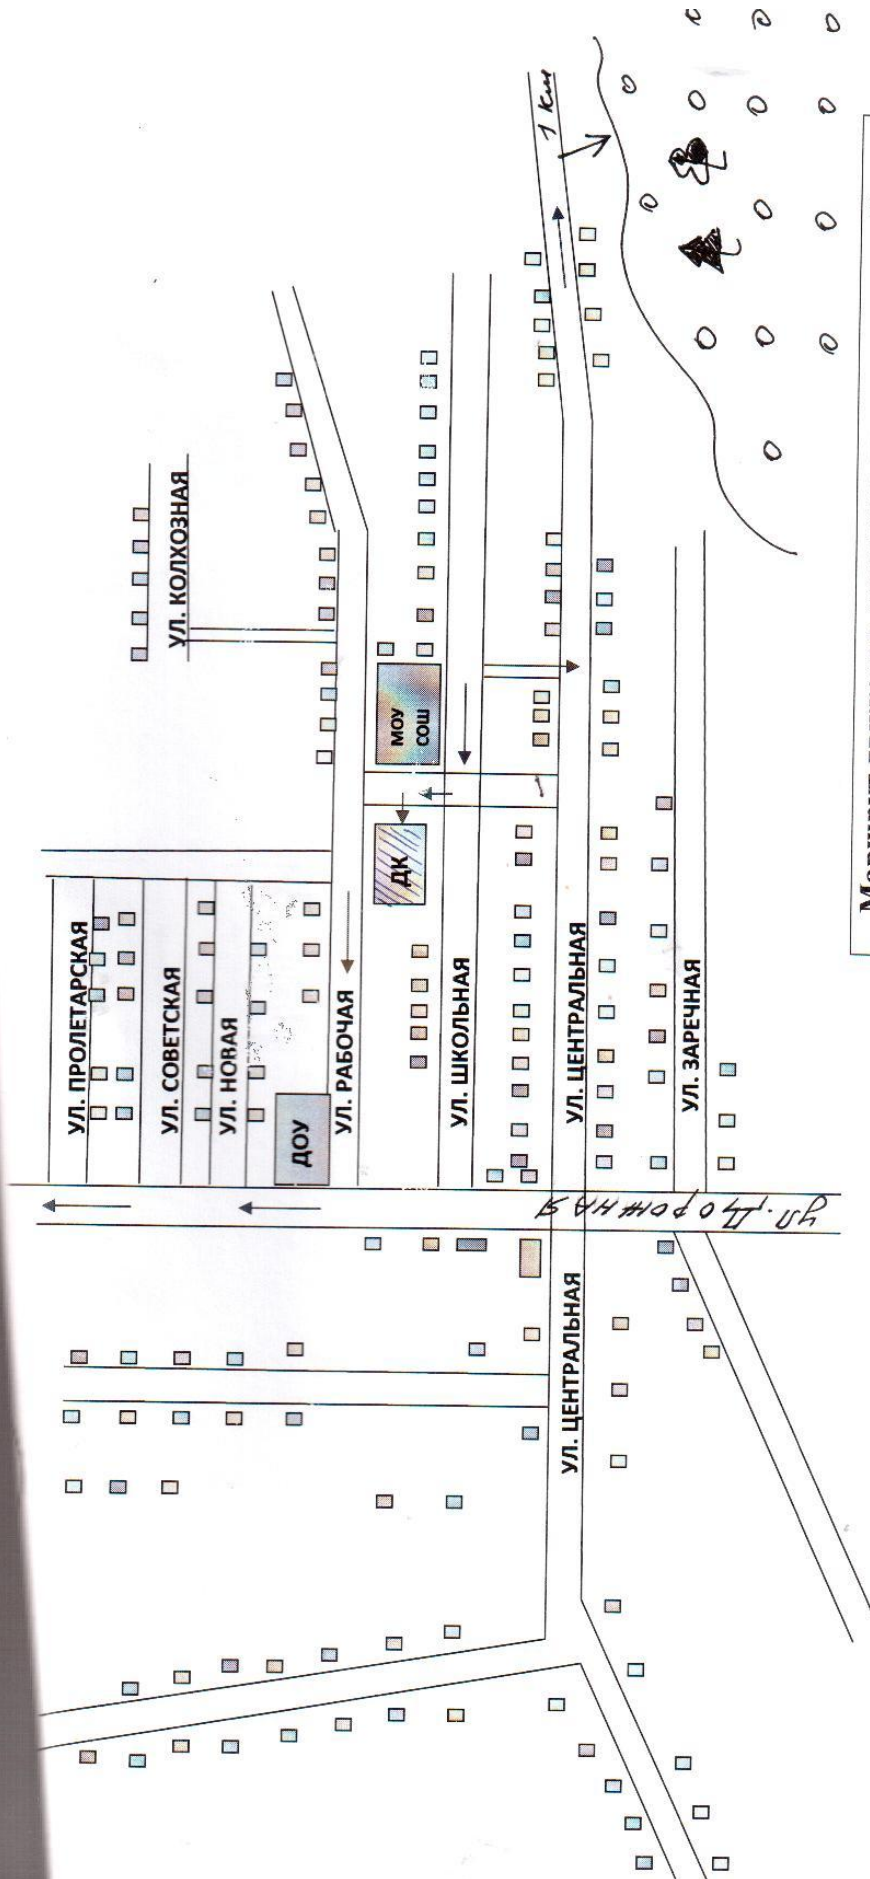 УЛ. КОЛХОЗНАЯ
1 км
МОУ
СОШ
ДК
УЛ. ПРОЛЕТАРСКАЯ
УЛ. СОВЕТСКАЯ
УЛ. НОВАЯ
ДОУ
УЛ. РАБОЧАЯ
УЛ. ШКОЛЬНАЯ
УЛ. ЦЕНТРАЛЬНАЯ
УЛ. ЗАРЕЧНАЯ
ул. Дорожная
УЛ. ЦЕНТРАЛЬНАЯ